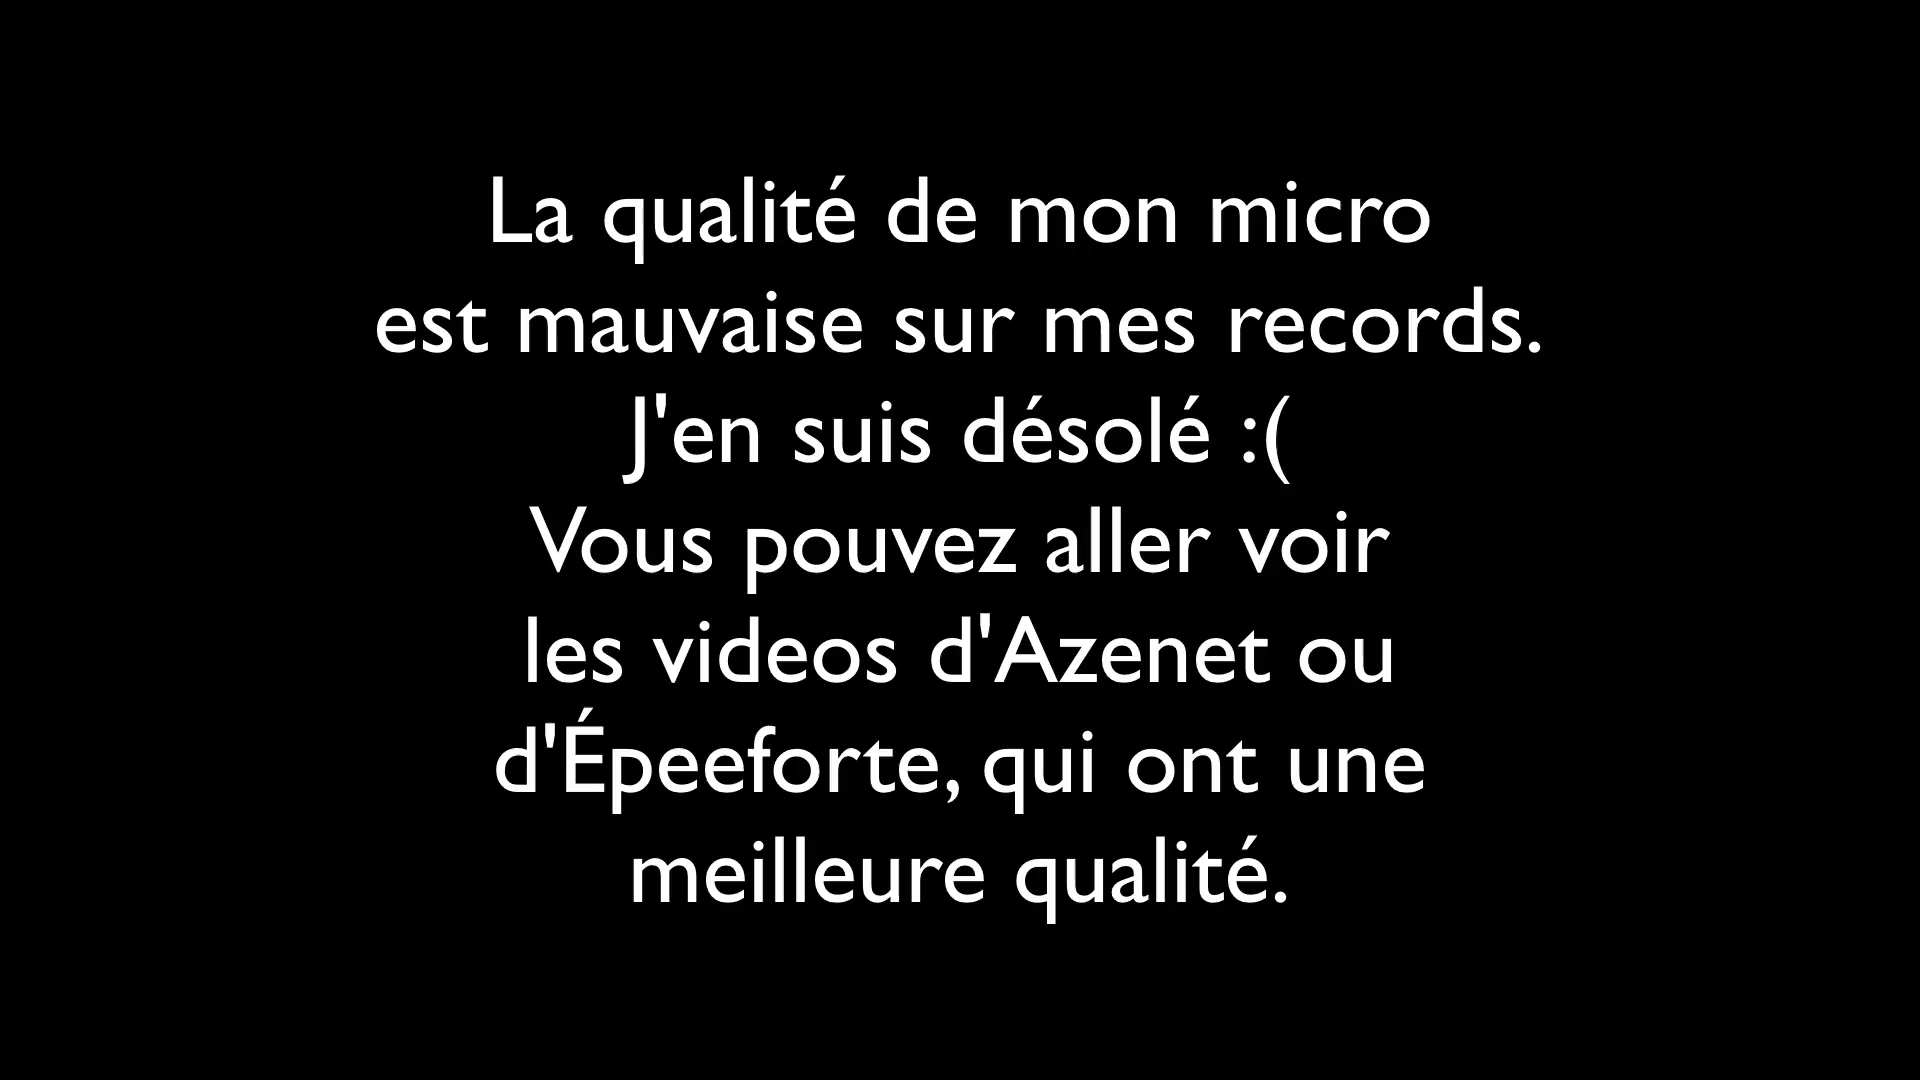 La qualité de mon micro
est mauvaise sur mes records.
J'en suis désolé :(
Vous pouvez aller voir
les videos d'Azenet ou
d'Épeeforte, qui ont une
meilleure qualité.